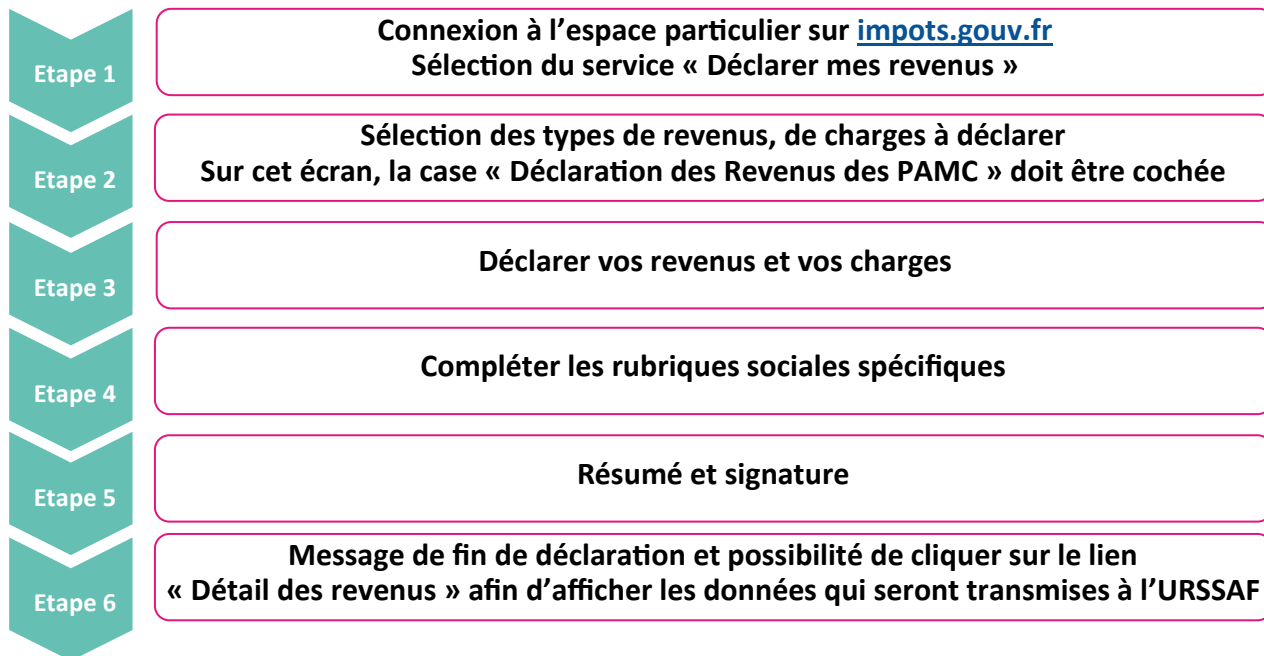 Etape 1
Connexion à l’espace particulier sur impots.gouv.fr
Sélection du service « Déclarer mes revenus »
Etape 2
Sélection des types de revenus, de charges à déclarer
Sur cet écran, la case « Déclaration des Revenus des PAMC » doit être cochée
Etape 3
Déclarer vos revenus et vos charges
Etape 4
Compléter les rubriques sociales spécifiques
Etape 5
Résumé et signature
Etape 6
Message de fin de déclaration et possibilité de cliquer sur le lien
« Détail des revenus » afin d’afficher les données qui seront transmises à l’URSSAF